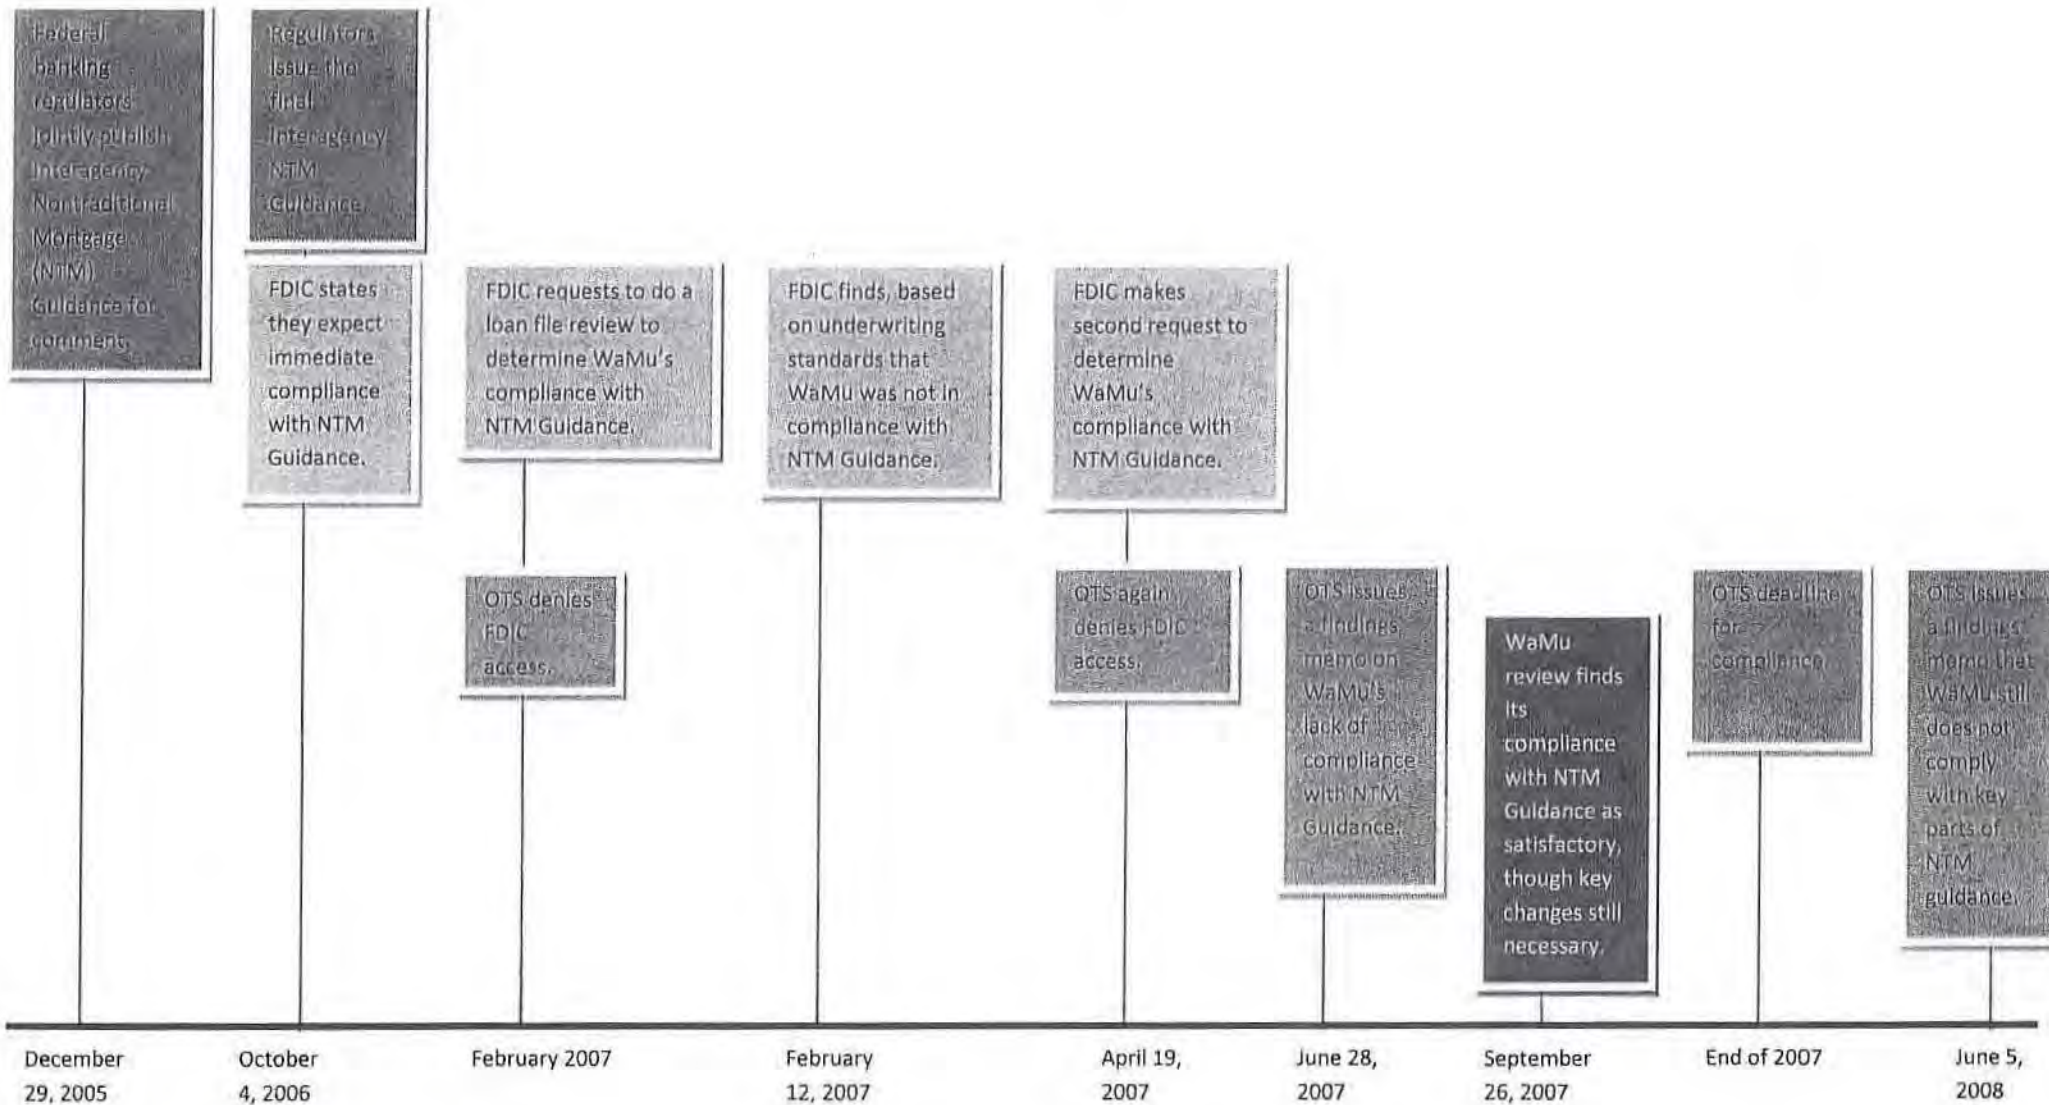 Federal
banking
regulators
jointly publish
Interagency
Nontraditional
Mortgage
(NTM)
Guidance for
comment.
Regulators
issue the
final
Interagency
NTM
Guidance.
FDIC states
they expect
immediate
compliance
with NTM
Guidance.
FDIC requests to do a
loan file review to
determine WaMu's
compliance with
NTM Guidance.
OTS denies
FDIC
access.
FDIC finds, based
on underwriting
standards that
WaMu was not in
compliance with
NTM Guidance.
FDIC makes
second request to
determine
WaMu's
compliance with
NTM Guidance.
OTS again
denies FDIC
access.
OTS issues
a findings
memo on
WaMu's
lack of
compliance
with NTM
Guidance.
WaMu
review finds
its
compliance
with NTM
Guidance as
satisfactory,
though key
changes still
necessary.
OTS deadline
for
compliance
OTS issues
a findings
memo that
WaMu still
does not
comply
with key
parts of
NTM
guidance.
December
29, 2005
October
4, 2006
February 2007
February
12, 2007
April 19,
2007
June 28,
2007
September
26, 2007
End of 2007
June 5,
2008